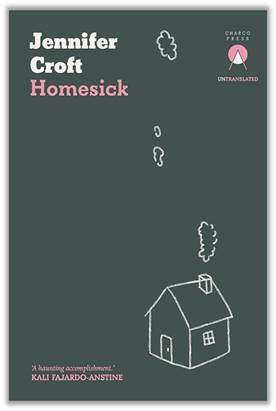 Jennifer
Croft
Homesick
CHARCO
PRESS
UNTRANSLATED
'A haunting accomplishment.'
KALI FAJARDO-ANSTINE